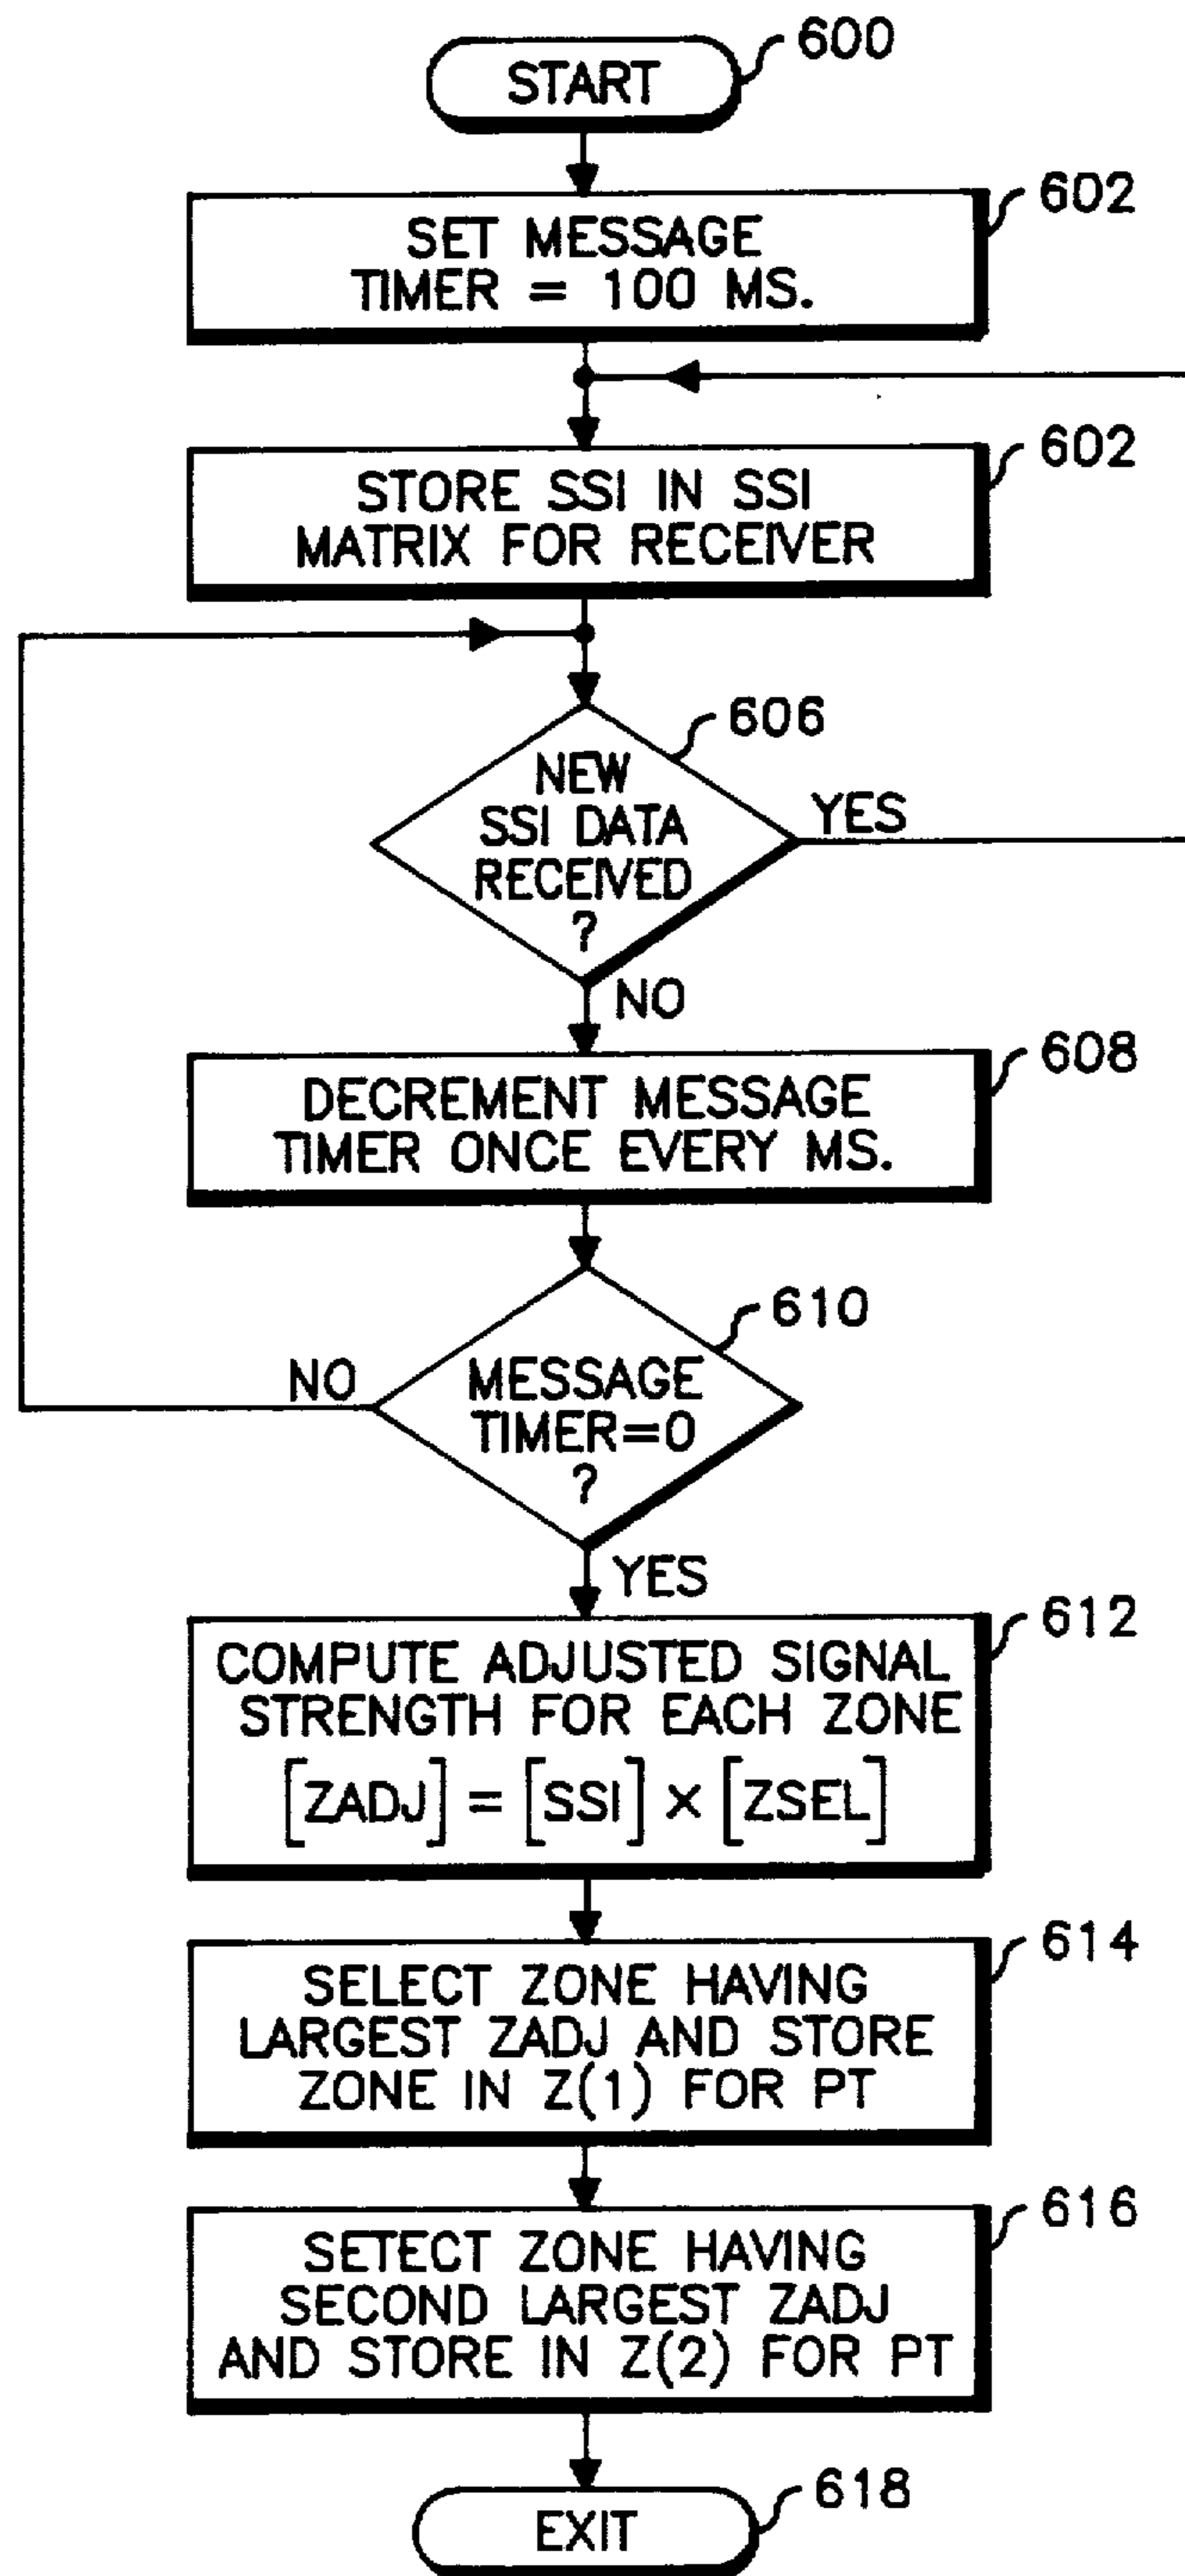 START
600
SET MESSAGE
TIMER = 100 MS.
602
STORE SSI IN SSI
MATRIX FOR RECEIVER
602
NEW
SSI DATA
RECEIVED
?
606
YES
NO
DECREMENT MESSAGE
TIMER ONCE EVERY MS.
608
MESSAGE
TIMER=0
?
610
NO
YES
COMPUTE ADJUSTED SIGNAL
STRENGTH FOR EACH ZONE
[ZADJ] = [SSI] × [ZSEL]
612
SELECT ZONE HAVING
LARGEST ZADJ AND STORE
ZONE IN Z(1) FOR PT
614
SETECT ZONE HAVING
SECOND LARGEST ZADJ
AND STORE IN Z(2) FOR PT
616
EXIT
618